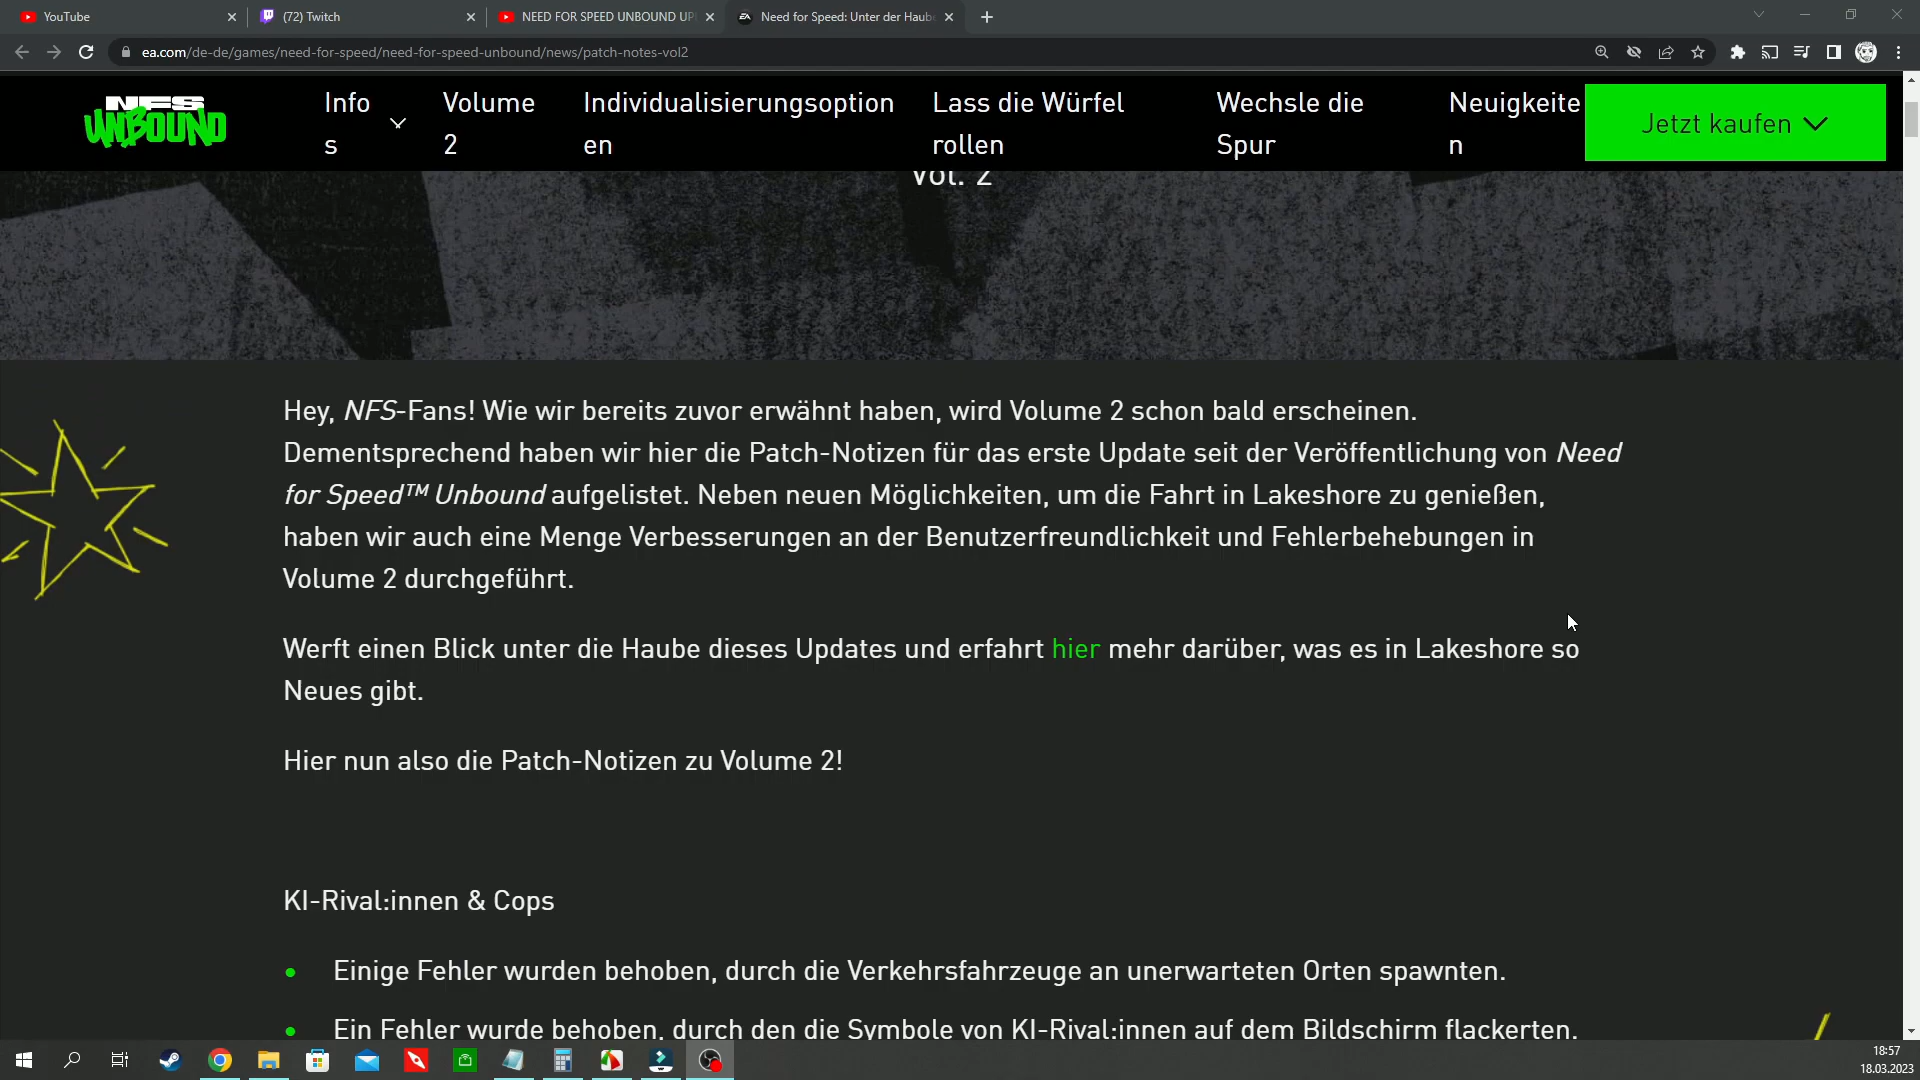 YouTube
(72) Twitch
NEED FOR SPEED UNBOUND UP
Need for Speed: Unter der Haube
ea.com/de-de/games/need-for-speed/need-for-speed-unbound/news/patch-notes-vol2
NFS
UNBOUND
Info
s
Volume
2
Individualisierungsoption
en
Lass die Würfel
rollen
Wechsle die
Spur
Neuigkeite
n
Jetzt kaufen
Vol. 2
Hey, NFS-Fans! Wie wir bereits zuvor erwähnt haben, wird Volume 2 schon bald erscheinen.
Dementsprechend haben wir hier die Patch-Notizen für das erste Update seit der Veröffentlichung von Need
for Speed™ Unbound aufgelistet. Neben neuen Möglichkeiten, um die Fahrt in Lakeshore zu genießen,
haben wir auch eine Menge Verbesserungen an der Benutzerfreundlichkeit und Fehlerbehebungen in
Volume 2 durchgeführt.
Werft einen Blick unter die Haube dieses Updates und erfahrt hier mehr darüber, was es in Lakeshore so
Neues gibt.
Hier nun also die Patch-Notizen zu Volume 2!
KI-Rival:innen & Cops
Einige Fehler wurden behoben, durch die Verkehrsfahrzeuge an unerwarteten Orten spawnten.
Ein Fehler wurde behoben, durch den die Symbole von KI-Rival:innen auf dem Bildschirm flackerten.
18:57
18.03.2023